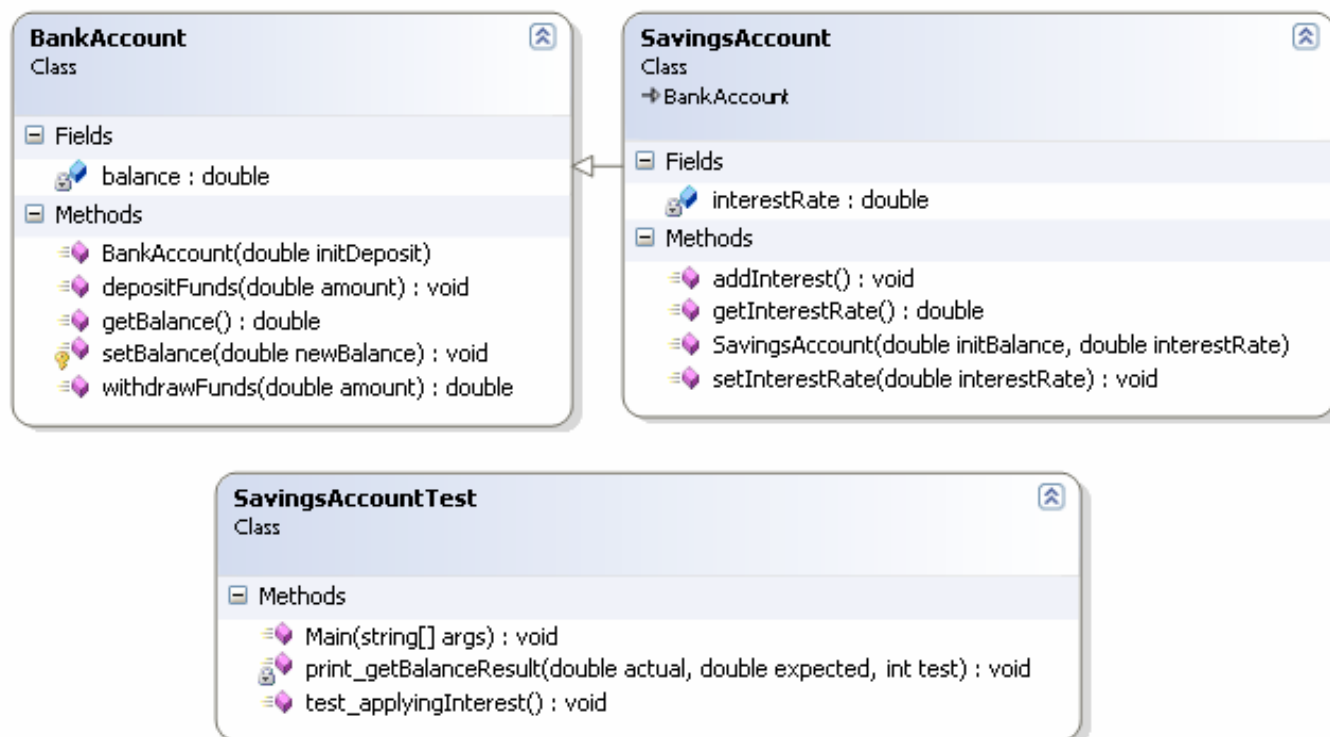 BankAccount
Class
Fields
balance : double
Methods
BankAccount(double initDeposit)
depositFunds(double amount) : void
getBalance() : double
setBalance(double newBalance) : void
withdrawFunds(double amount) : double
SavingsAccount
Class
BankAccount
Fields
interestRate : double
Methods
addInterest() : void
getInterestRate() : double
SavingsAccount(double initBalance, double interestRate)
setInterestRate(double interestRate) : void
SavingsAccountTest
Class
Methods
Main(string[] args) : void
print_getBalanceResult(double actual, double expected, int test) : void
test_applyingInterest() : void